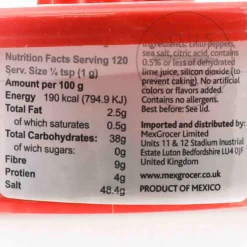 Nutrition Facts Serving 120
Serv. Size ¼ tsp (1 g)
Amount per 100 g
Energy 190 kcal (794.9 KJ)
Total Fat 2.5g
of which saturates 0.5g
Total Carbohydrates: 38g
of which sugars: 0g
Fibre 9g
Protien 4g
Salt 48.4g
Ingredients: chili peppers,
sea salt, citric acid, contains
0.5% or less of dehydrated
lime juice, silicon dioxide (to
prevent caking). No artificial
colors or flavors added.
Contains no allergens.
Best before: See lid.
Imported and distributed by:
MexGrocer Limited
Units 11 & 12 Stadium Inustrial
Estate Luton Bedfordshire LU4 0JF
United Kingdom
www.mexgrocer.co.uk
PRODUCT OF MEXICO